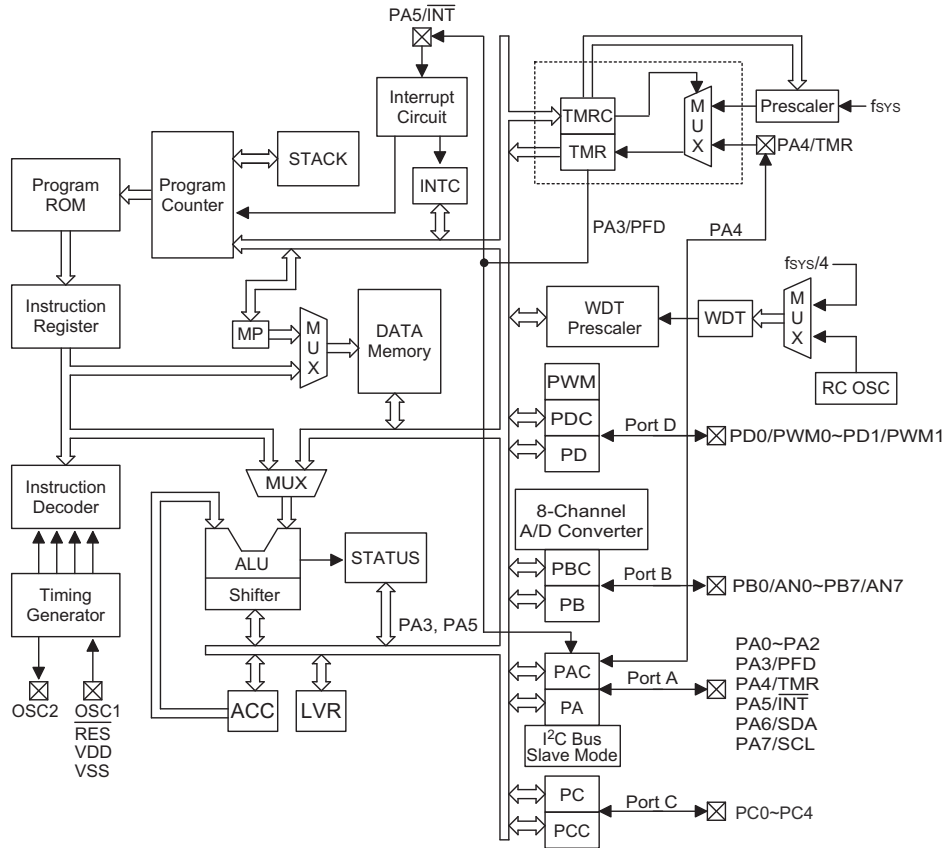 PA5/INT
Interrupt
Circuit
TMRC
TMR
M
U
X
Prescaler
fSYS
PA4/TMR
STACK
INTC
Program
ROM
Program
Counter
PA3/PFD
PA4
fSYS/4
Instruction
Register
MP
M
U
X
DATA
Memory
WDT
Prescaler
WDT
M
U
X
RC OSC
PWM
PDC
PD
Port D
PD0/PWM0~PD1/PWM1
Instruction
Decoder
MUX
ALU
Shifter
STATUS
8-Channel
A/D Converter
PBC
PB
Port B
PB0/AN0~PB7/AN7
Timing
Generator
PA3, PA5
OSC2
OSC1
RES
VDD
VSS
ACC
LVR
PAC
PA
Port A
I²C Bus
Slave Mode
PA0~PA2
PA3/PFD
PA4/TMR
PA5/INT
PA6/SDA
PA7/SCL
PC
PCC
Port C
PC0~PC4